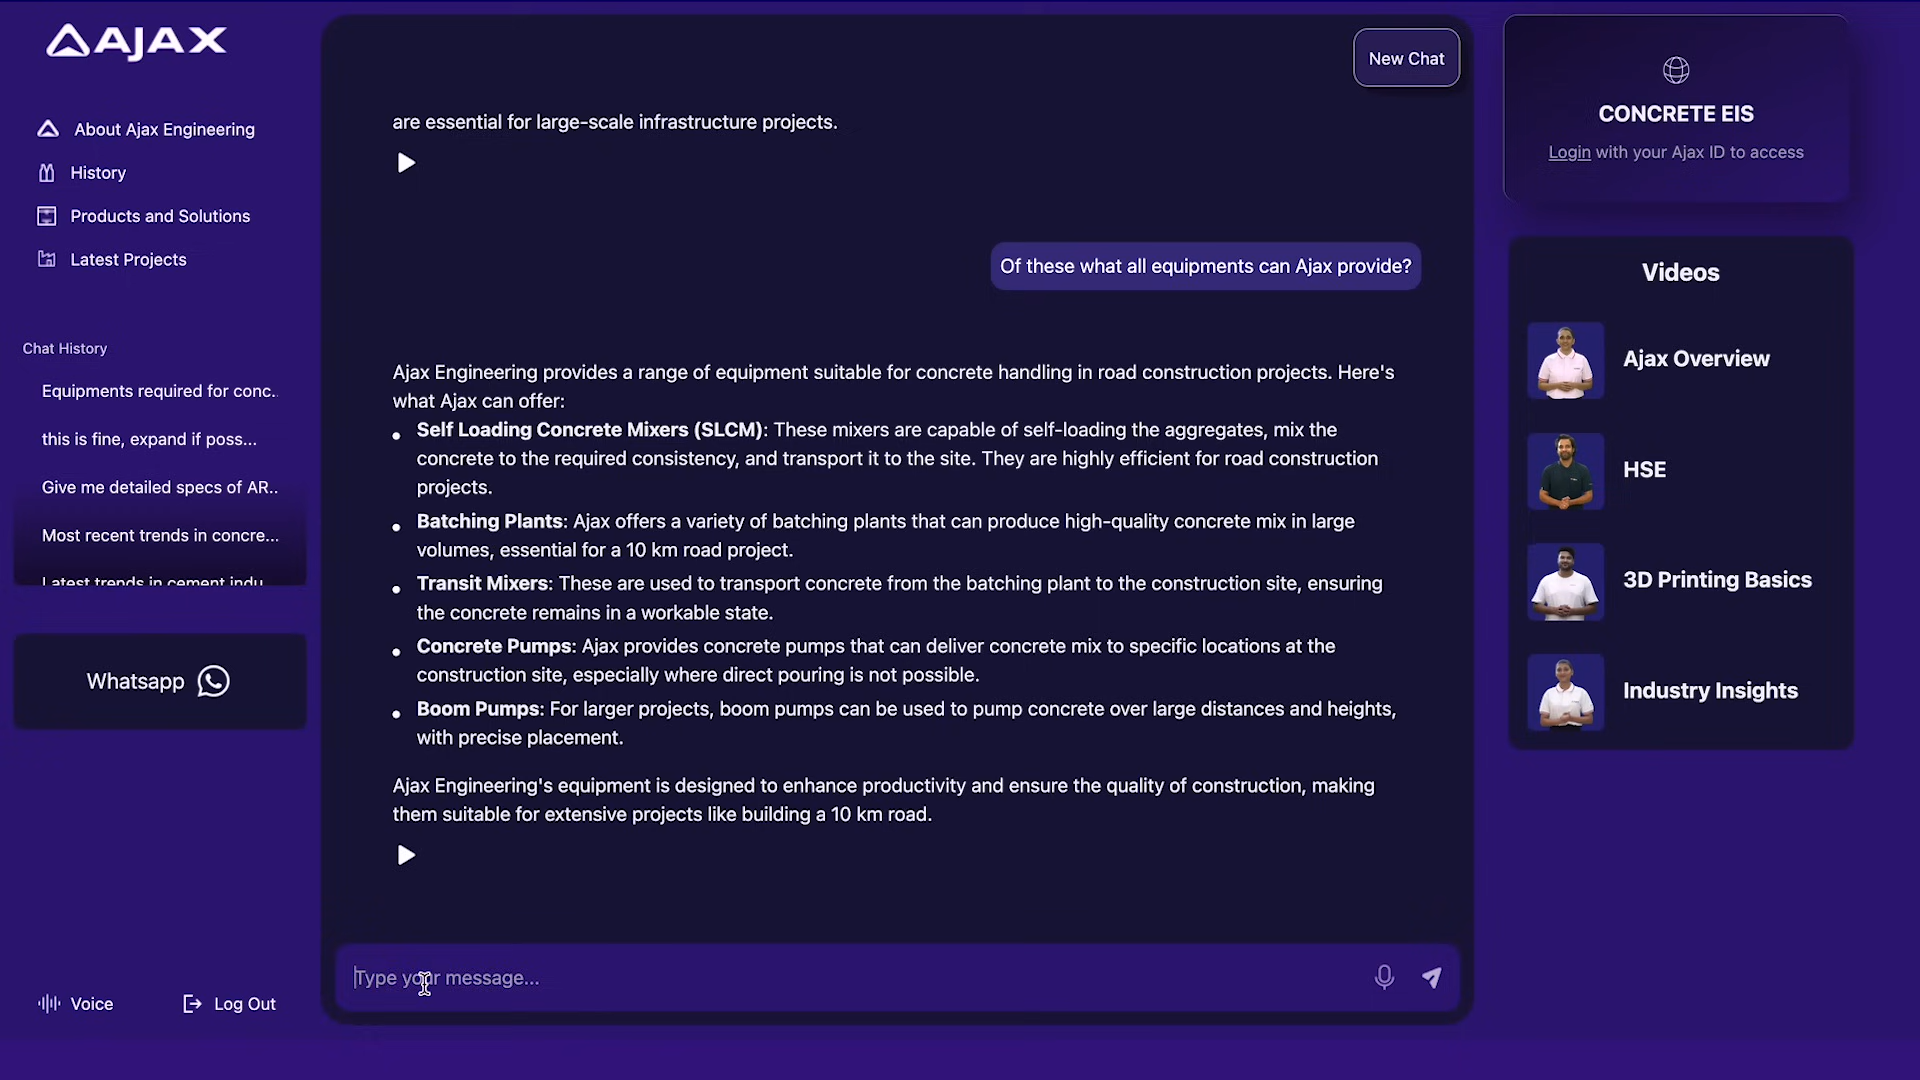 AJAX
About Ajax Engineering
History
Products and Solutions
Latest Projects
Chat History
Equipments required for conc..
this is fine, expand if poss...
Give me detailed specs of AR..
Most recent trends in concre...
Latest trends in cement indu
Whatsapp
Voice
Log Out
New Chat
are essential for large-scale infrastructure projects.
Of these what all equipments can Ajax provide?
Ajax Engineering provides a range of equipment suitable for concrete handling in road construction projects. Here's
what Ajax can offer:
• Self Loading Concrete Mixers (SLCM): These mixers are capable of self-loading the aggregates, mix the
concrete to the required consistency, and transport it to the site. They are highly efficient for road construction
projects.
• Batching Plants: Ajax offers a variety of batching plants that can produce high-quality concrete mix in large
volumes, essential for a 10 km road project.
• Transit Mixers: These are used to transport concrete from the batching plant to the construction site, ensuring
the concrete remains in a workable state.
• Concrete Pumps: Ajax provides concrete pumps that can deliver concrete mix to specific locations at the
construction site, especially where direct pouring is not possible.
• Boom Pumps: For larger projects, boom pumps can be used to pump concrete over large distances and heights,
with precise placement.
Ajax Engineering's equipment is designed to enhance productivity and ensure the quality of construction, making
them suitable for extensive projects like building a 10 km road.
Type your message...
CONCRETE EIS
Login with your Ajax ID to access
Videos
Ajax Overview
HSE
3D Printing Basics
Industry Insights